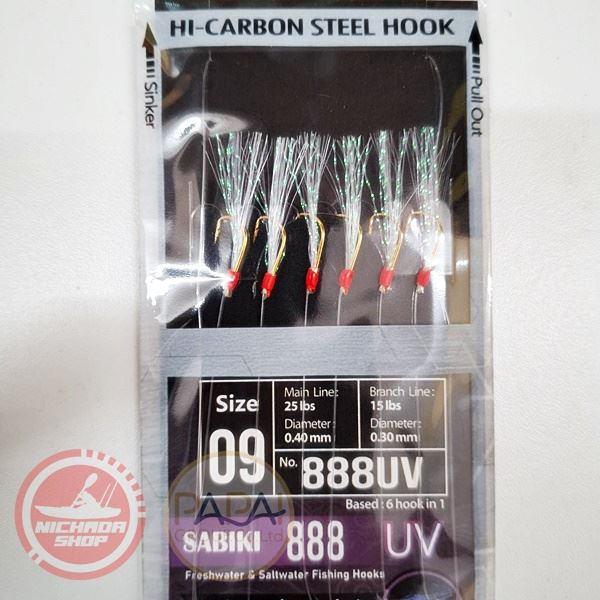 HI-CARBON STEEL HOOK
Sinker
Pull Out
Size
09
Main Line:
25 lbs
Diameter:
0.40 mm
Branch Line:
15 lbs
Diameter:
0.30 mm
No. 888UV
Based : 6 hook in 1
SABIKI 888 UV
Freshwater & Saltwater Fishing Hooks
NICHADA
SHOP
PAPA